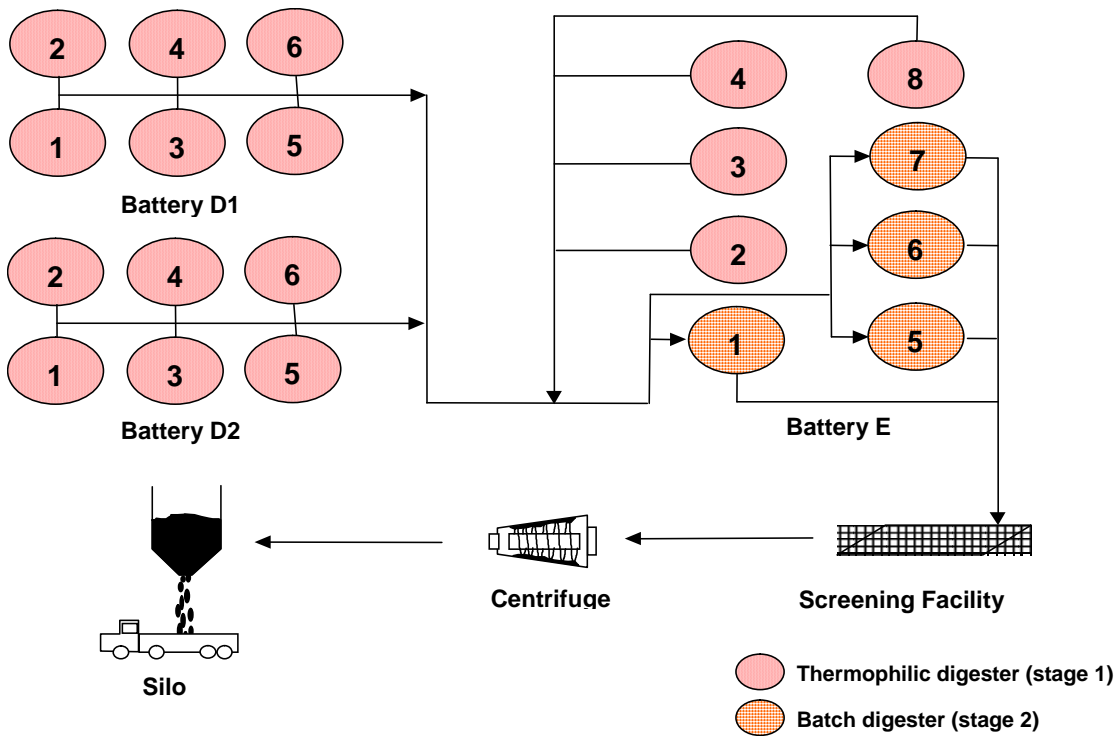 2
4
6
1
3
5
Battery D1
2
4
6
1
3
5
Battery D2
4
8
3
7
2
6
1
5
Battery E
Centrifuge
Screening Facility
Silo
Thermophilic digester (stage 1)
Batch digester (stage 2)